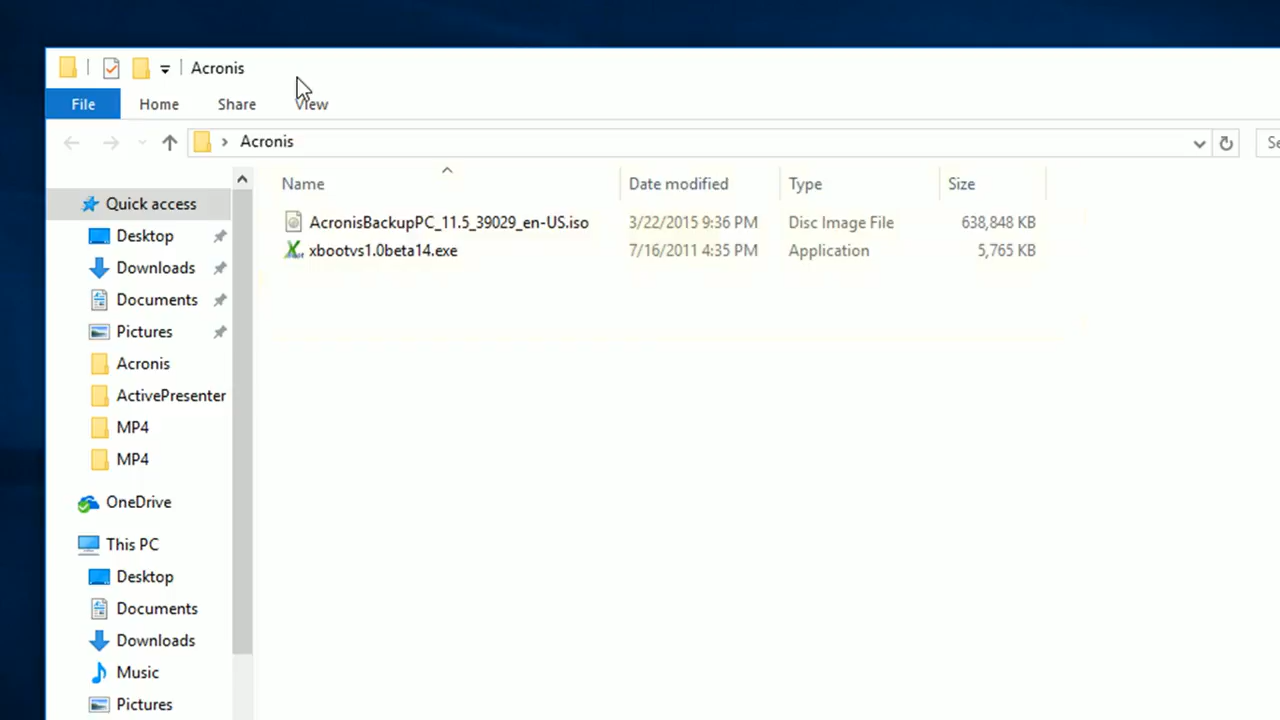 Acronis
File Home Share View
Acronis
Se
Name Date modified Type Size
AcronisBackupPC_11.5_39029_en-US.iso 3/22/2015 9:36 PM Disc Image File 638,848 KB
xbootvs1.0beta14.exe 7/16/2011 4:35 PM Application 5,765 KB
Quick access
Desktop
Downloads
Documents
Pictures
Acronis
ActivePresenter
MP4
MP4
OneDrive
This PC
Desktop
Documents
Downloads
Music
Pictures